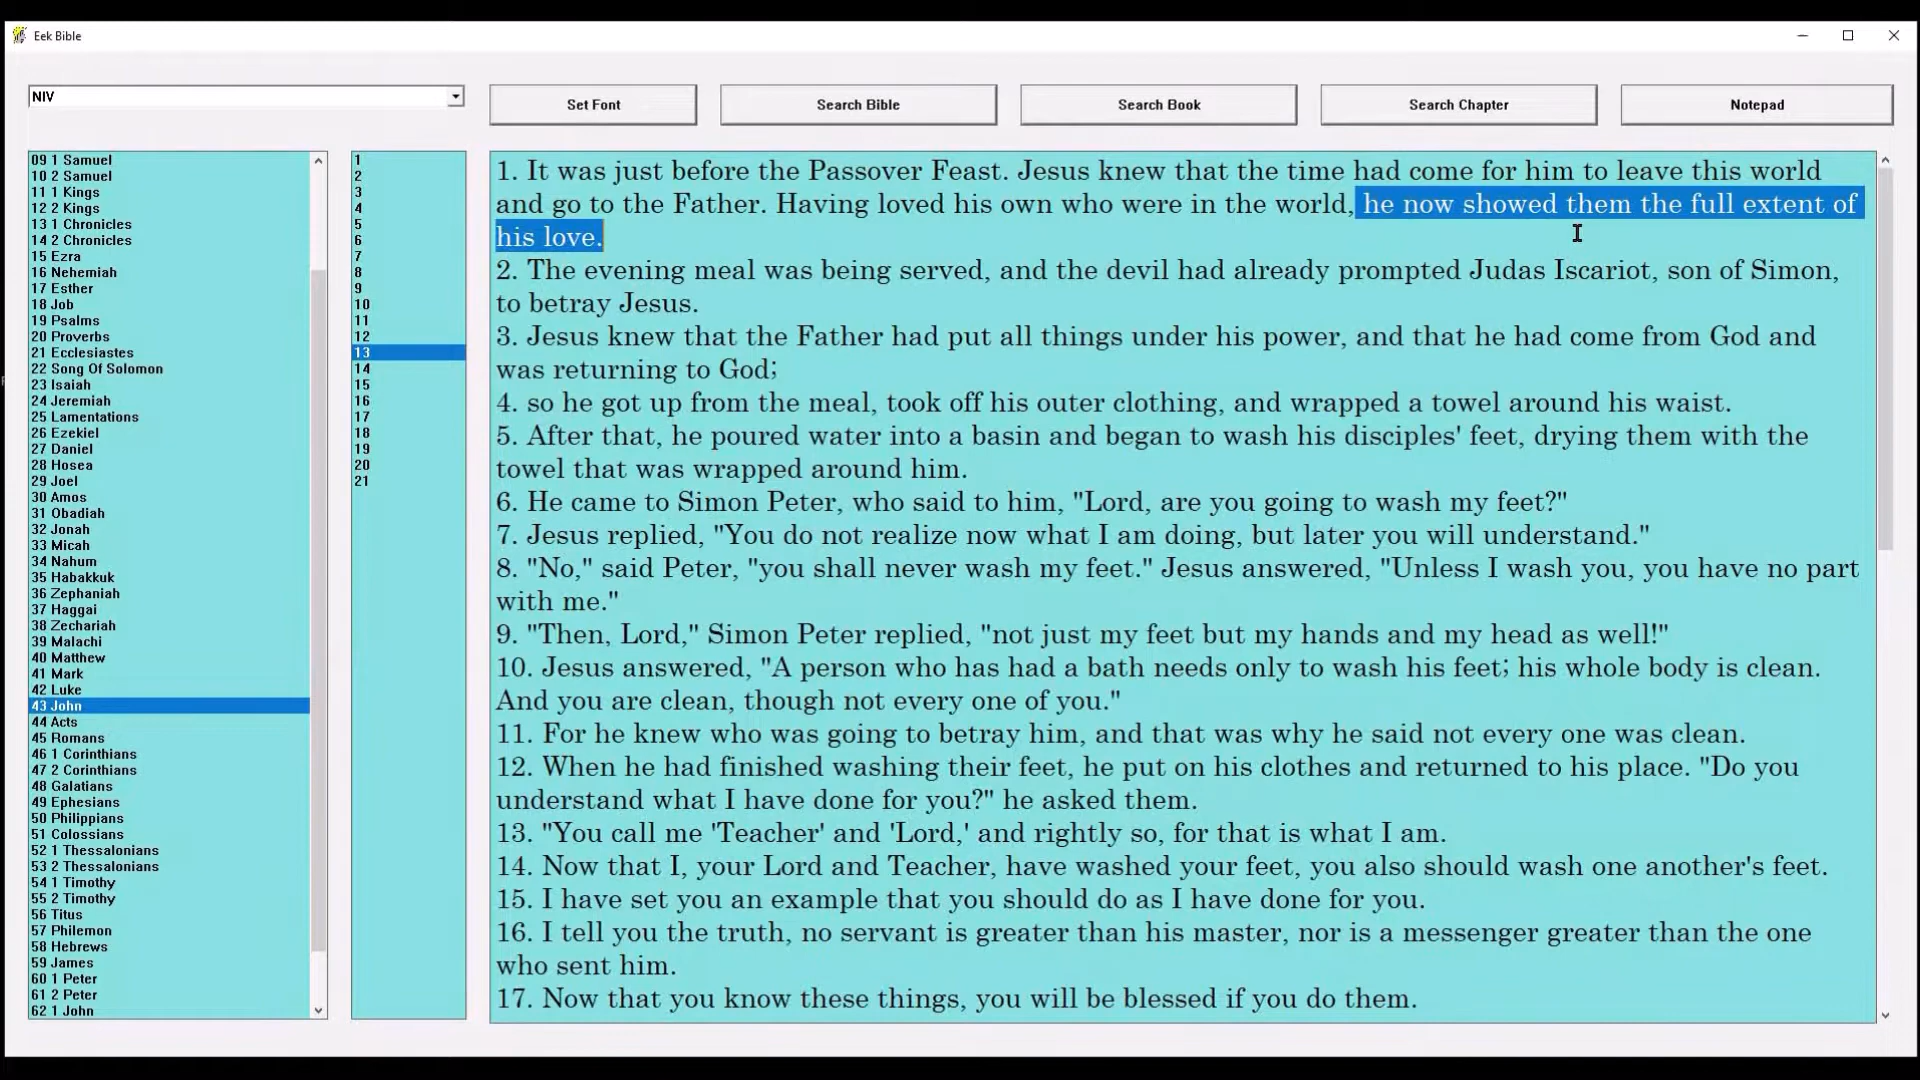 Eek Bible
NIV
Set Font
Search Bible
Search Book
Search Chapter
Notepad
09 1 Samuel
10 2 Samuel
11 1 Kings
12 2 Kings
13 1 Chronicles
14 2 Chronicles
15 Ezra
16 Nehemiah
17 Esther
18 Job
19 Psalms
20 Proverbs
21 Ecclesiastes
22 Song Of Solomon
23 Isaiah
24 Jeremiah
25 Lamentations
26 Ezekiel
27 Daniel
28 Hosea
29 Joel
30 Amos
31 Obadiah
32 Jonah
33 Micah
34 Nahum
35 Habakkuk
36 Zephaniah
37 Haggai
38 Zechariah
39 Malachi
40 Matthew
41 Mark
42 Luke
43 John
44 Acts
45 Romans
46 1 Corinthians
47 2 Corinthians
48 Galatians
49 Ephesians
50 Philippians
51 Colossians
52 1 Thessalonians
53 2 Thessalonians
54 1 Timothy
55 2 Timothy
56 Titus
57 Philemon
58 Hebrews
59 James
60 1 Peter
61 2 Peter
62 1 John
1
2
3
4
5
6
7
8
9
10
11
12
13
14
15
16
17
18
19
20
21
1. It was just before the Passover Feast. Jesus knew that the time had come for him to leave this world
and go to the Father. Having loved his own who were in the world, he now showed them the full extent of
his love.
2. The evening meal was being served, and the devil had already prompted Judas Iscariot, son of Simon,
to betray Jesus.
3. Jesus knew that the Father had put all things under his power, and that he had come from God and
was returning to God;
4. so he got up from the meal, took off his outer clothing, and wrapped a towel around his waist.
5. After that, he poured water into a basin and began to wash his disciples' feet, drying them with the
towel that was wrapped around him.
6. He came to Simon Peter, who said to him, "Lord, are you going to wash my feet?"
7. Jesus replied, "You do not realize now what I am doing, but later you will understand."
8. "No," said Peter, "you shall never wash my feet." Jesus answered, "Unless I wash you, you have no part
with me."
9. "Then, Lord," Simon Peter replied, "not just my feet but my hands and my head as well!"
10. Jesus answered, "A person who has had a bath needs only to wash his feet; his whole body is clean.
And you are clean, though not every one of you."
11. For he knew who was going to betray him, and that was why he said not every one was clean.
12. When he had finished washing their feet, he put on his clothes and returned to his place. "Do you
understand what I have done for you?" he asked them.
13. "You call me 'Teacher' and 'Lord,' and rightly so, for that is what I am.
14. Now that I, your Lord and Teacher, have washed your feet, you also should wash one another's feet.
15. I have set you an example that you should do as I have done for you.
16. I tell you the truth, no servant is greater than his master, nor is a messenger greater than the one
who sent him.
17. Now that you know these things, you will be blessed if you do them.